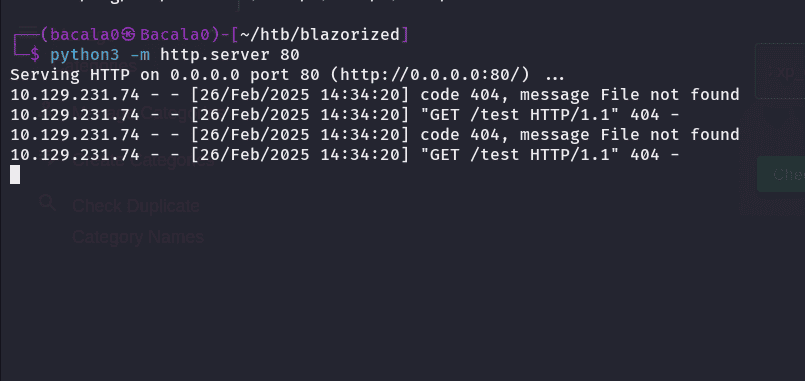 ┌──(bacala0㉿Bacala0)-[~/htb/blazorized]
└─$ python3 -m http.server 80
Serving HTTP on 0.0.0.0 port 80 (http://0.0.0.0:80/) ...
10.129.231.74 - - [26/Feb/2025 14:34:20] code 404, message File not found
10.129.231.74 - - [26/Feb/2025 14:34:20] "GET /test HTTP/1.1" 404 -
10.129.231.74 - - [26/Feb/2025 14:34:20] code 404, message File not found
10.129.231.74 - - [26/Feb/2025 14:34:20] "GET /test HTTP/1.1" 404 -
Check Duplicate
Category Names